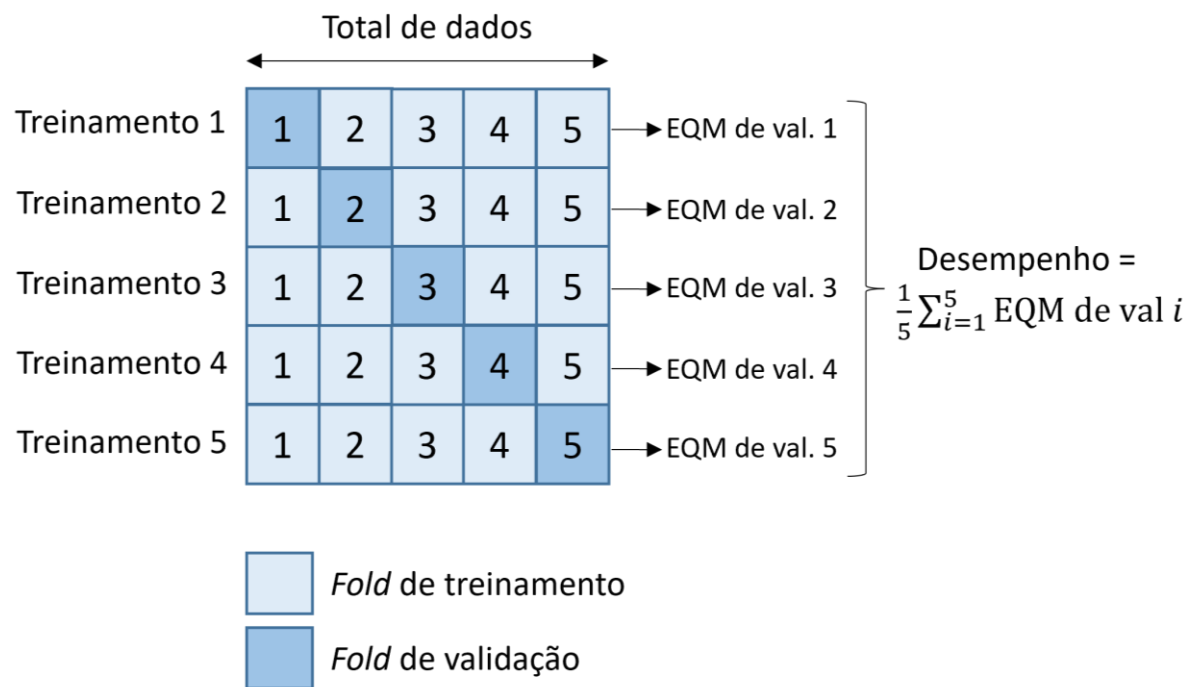 Total de dados
Treinamento 1 1 2 3 4 5 EQM de val. 1
Treinamento 2 1 2 3 4 5 EQM de val. 2
Treinamento 3 1 2 3 4 5 EQM de val. 3
Treinamento 4 1 2 3 4 5 EQM de val. 4
Treinamento 5 1 2 3 4 5 EQM de val. 5
Desempenho =
1/5 ∑_{i=1}^{5} EQM de val i
Fold de treinamento
Fold de validação